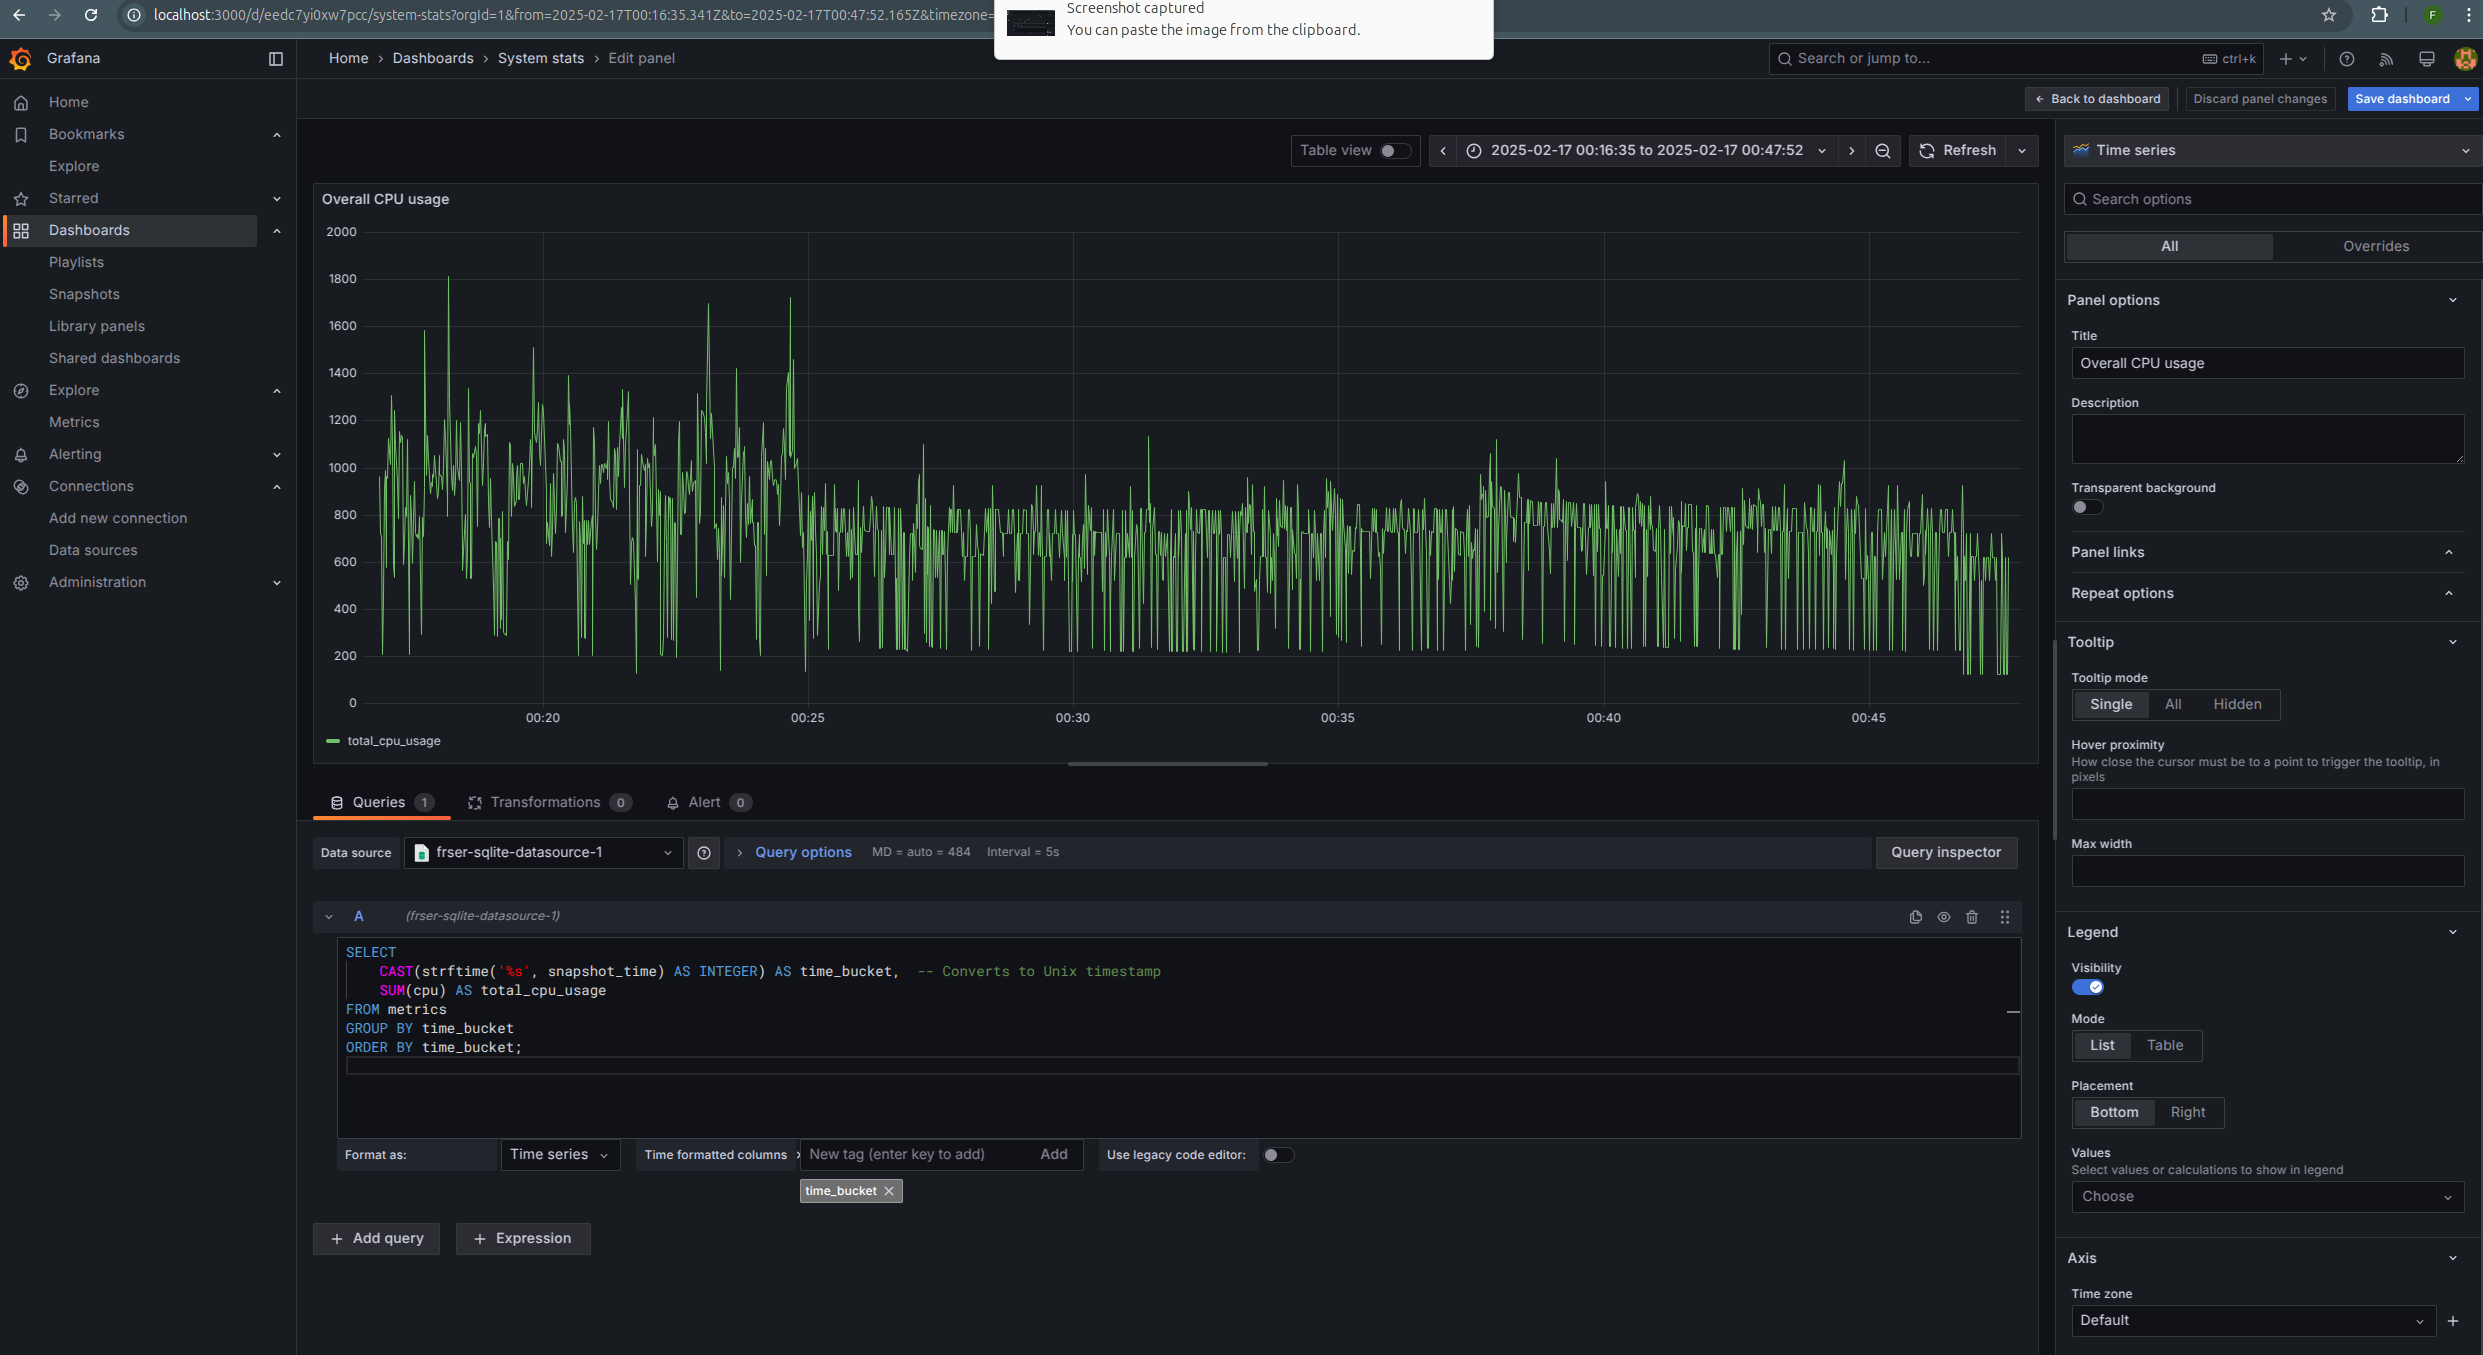 localhost:3000/d/eedc7yi0xw7pcc/system-stats?orgId=1&from=2025-02-17T00:16:35.341Z&to=2025-02-17T00:47:52.165Z&timezone=
F
Screenshot captured
You can paste the image from the clipboard.
Grafana
Home › Dashboards › System stats › Edit panel
Search or jump to...
ctrl+k
Back to dashboard
Discard panel changes
Save dashboard
Home
Bookmarks
Explore
Starred
Dashboards
Playlists
Snapshots
Library panels
Shared dashboards
Explore
Metrics
Alerting
Connections
Add new connection
Data sources
Administration
Table view
2025-02-17 00:16:35 to 2025-02-17 00:47:52
Refresh
Overall CPU usage
2000
1800
1600
1400
1200
1000
800
600
400
200
0
00:20
00:25
00:30
00:35
00:40
00:45
total_cpu_usage
Queries 1
Transformations 0
Alert 0
Data source
frser-sqlite-datasource-1
Query options
MD = auto = 484
Interval = 5s
Query inspector
A
(frser-sqlite-datasource-1)
SELECT
CAST(strftime('%s', snapshot_time) AS INTEGER) AS time_bucket,  -- Converts to Unix timestamp
SUM(cpu) AS total_cpu_usage
FROM metrics
GROUP BY time_bucket
ORDER BY time_bucket;
Format as:
Time series
Time formatted columns
New tag (enter key to add)
Add
Use legacy code editor:
time_bucket
+ Add query
+ Expression
Time series
Search options
All
Overrides
Panel options
Title
Overall CPU usage
Description
Transparent background
Panel links
Repeat options
Tooltip
Tooltip mode
Single
All
Hidden
Hover proximity
How close the cursor must be to a point to trigger the tooltip, in
pixels
Max width
Legend
Visibility
Mode
List
Table
Placement
Bottom
Right
Values
Select values or calculations to show in legend
Choose
Axis
Time zone
Default